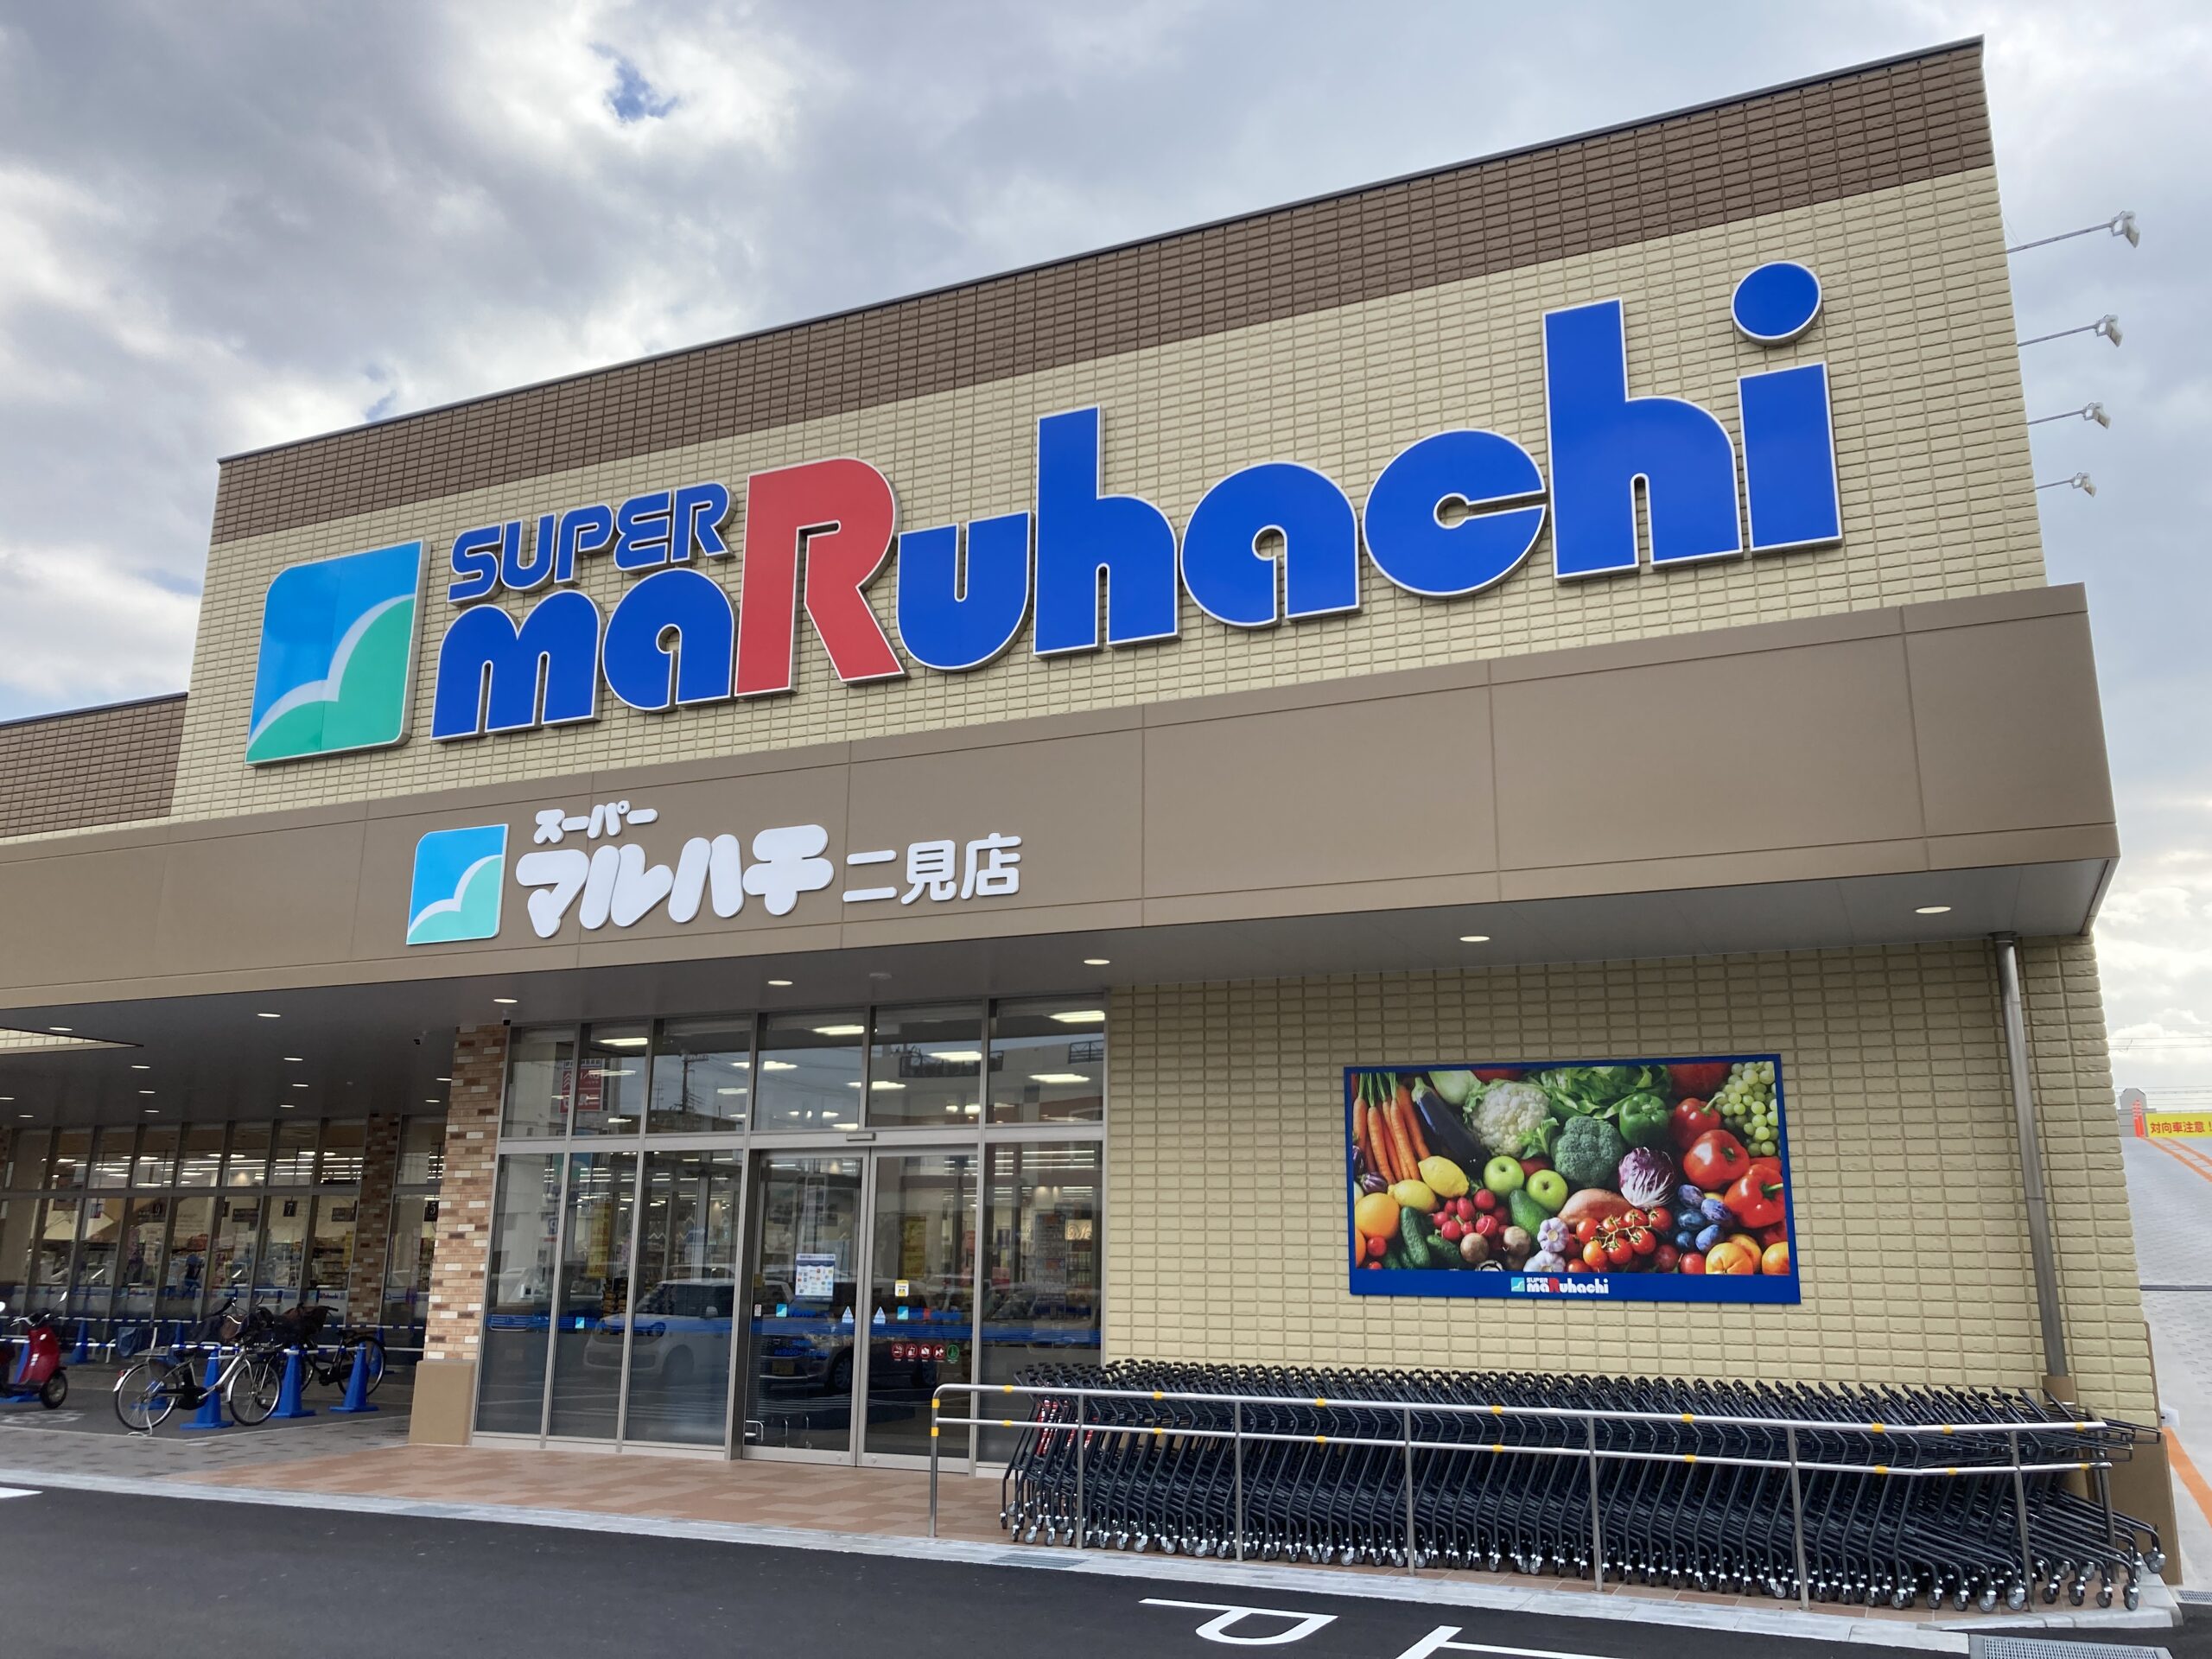 SUPER
maRuhachi
スーパー
マルハチ 二見店
対向車注意！
SUPER
maRuhachi